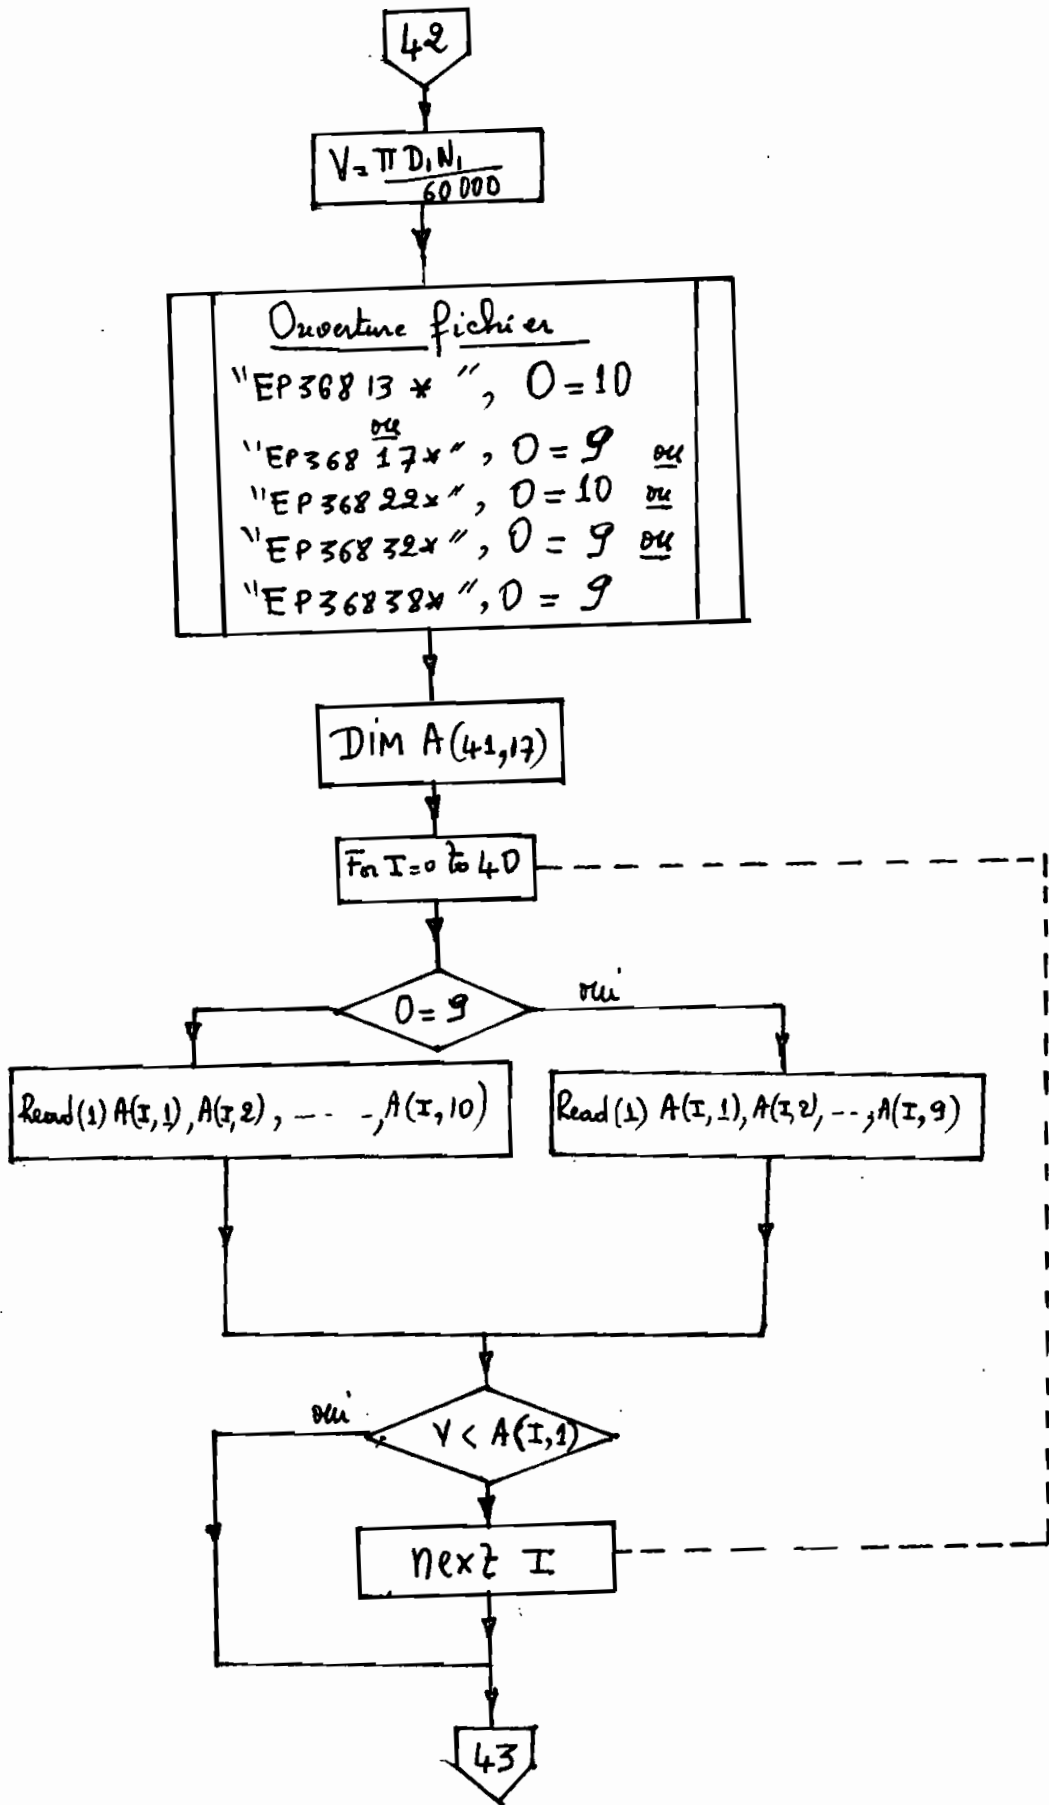 42
V = π D₁ N₁
60 000
Ouverture fichier
"EP36813*", O = 10
ou
"EP36817*", O = 9 ou
"EP36822*", O = 10 ou
"EP36832*", O = 9 ou
"EP36838*", O = 9
Dim A(41,17)
For I=0 to 40
O = 9
oui
Read(1) A(I,1), A(I,2), --- -, A(I,10)
Read(1) A(I,1), A(I,2), --, A(I,9)
oui
V < A(I,1)
next I
43